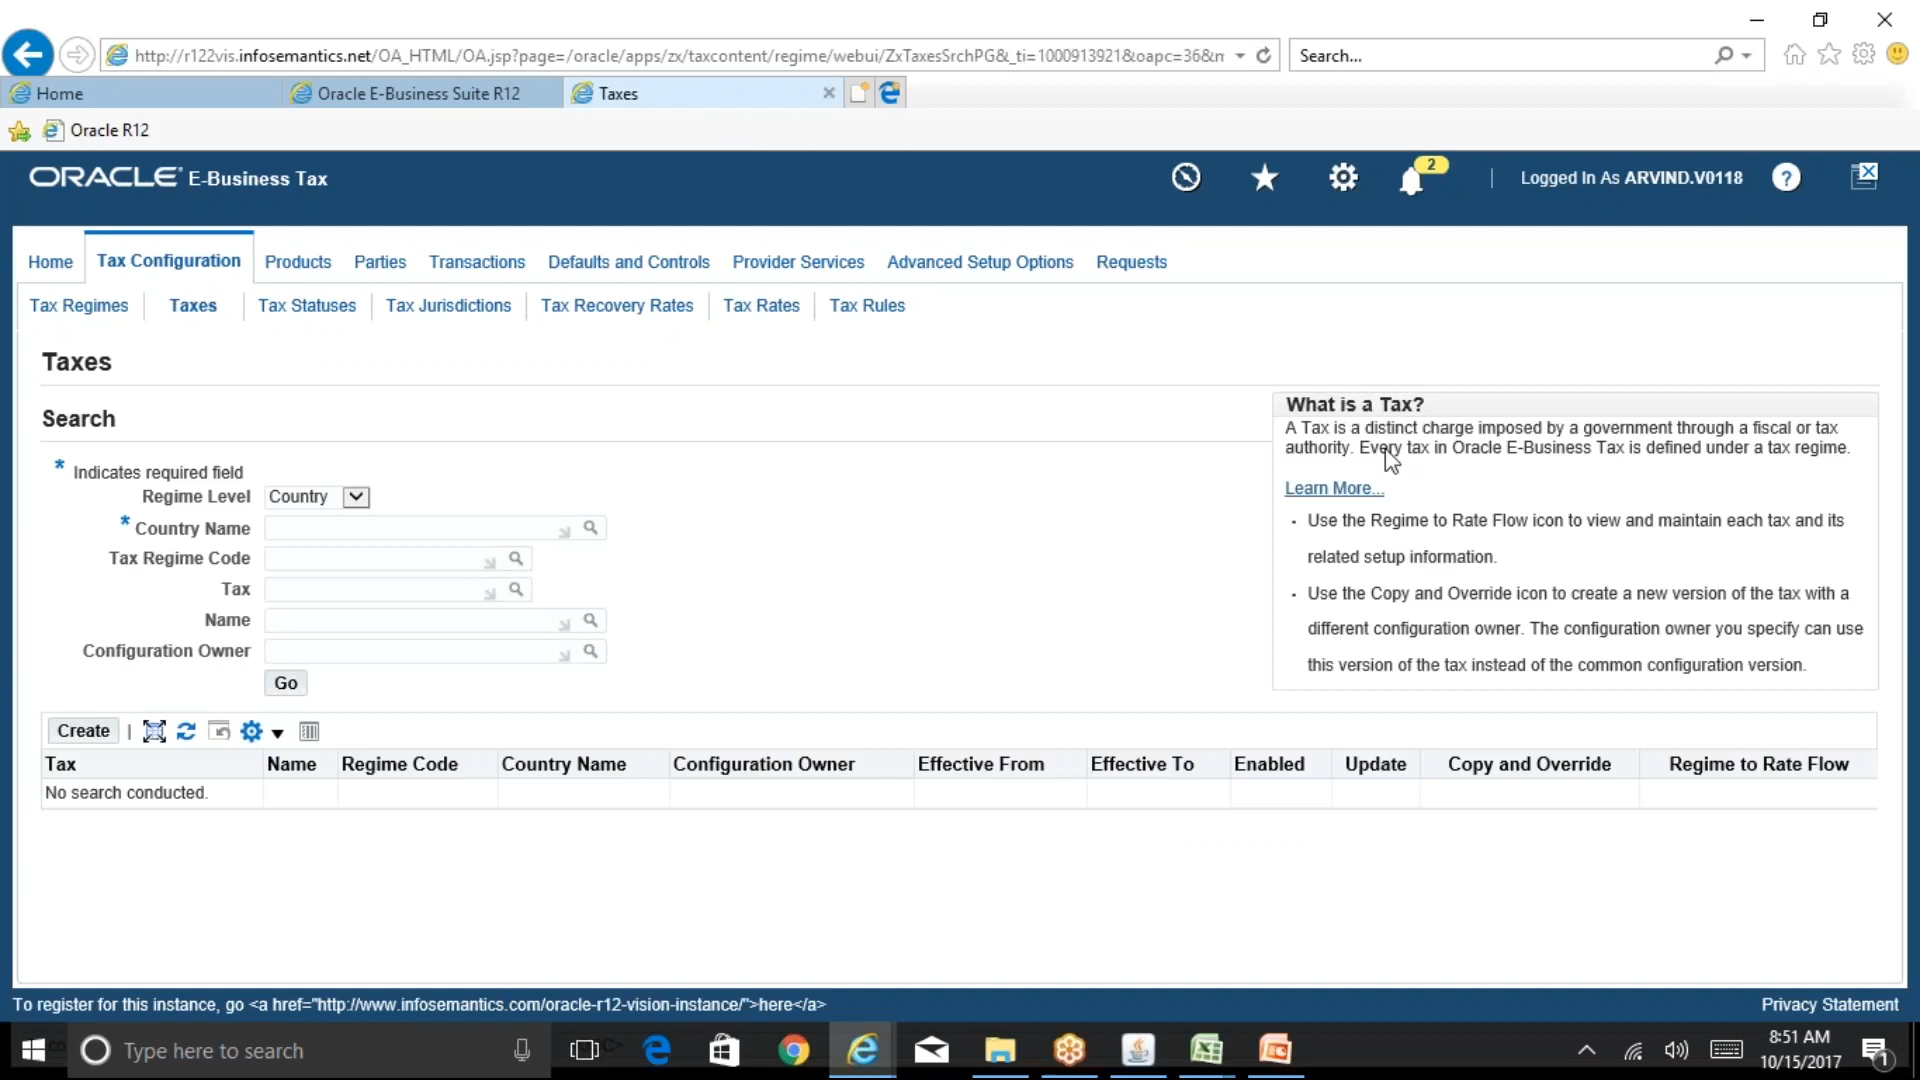 http://r122vis.infosemantics.net/OA_HTML/OA.jsp?page=/oracle/apps/zx/taxcontent/regime/webui/ZxTaxesSrchPG&_ti=1000913921&oapc=36&m
Search...
Home
Oracle E-Business Suite R12
Taxes
Oracle R12
ORACLE E-Business Tax
2
Logged In As ARVIND.V0118
?
Home
Tax Configuration
Products
Parties
Transactions
Defaults and Controls
Provider Services
Advanced Setup Options
Requests
Tax Regimes
Taxes
Tax Statuses
Tax Jurisdictions
Tax Recovery Rates
Tax Rates
Tax Rules
Taxes
Search
* Indicates required field
Regime Level Country
* Country Name
Tax Regime Code
Tax
Name
Configuration Owner
Go
What is a Tax?
A Tax is a distinct charge imposed by a government through a fiscal or tax
authority. Every tax in Oracle E-Business Tax is defined under a tax regime.
Learn More...
Use the Regime to Rate Flow icon to view and maintain each tax and its
related setup information.
Use the Copy and Override icon to create a new version of the tax with a
different configuration owner. The configuration owner you specify can use
this version of the tax instead of the common configuration version.
Create
Tax Name Regime Code Country Name Configuration Owner Effective From Effective To Enabled Update Copy and Override Regime to Rate Flow
No search conducted.
To register for this instance, go <a href="http://www.infosemantics.com/oracle-r12-vision-instance/">here</a>
Privacy Statement
Type here to search
8:51 AM
10/15/2017
1